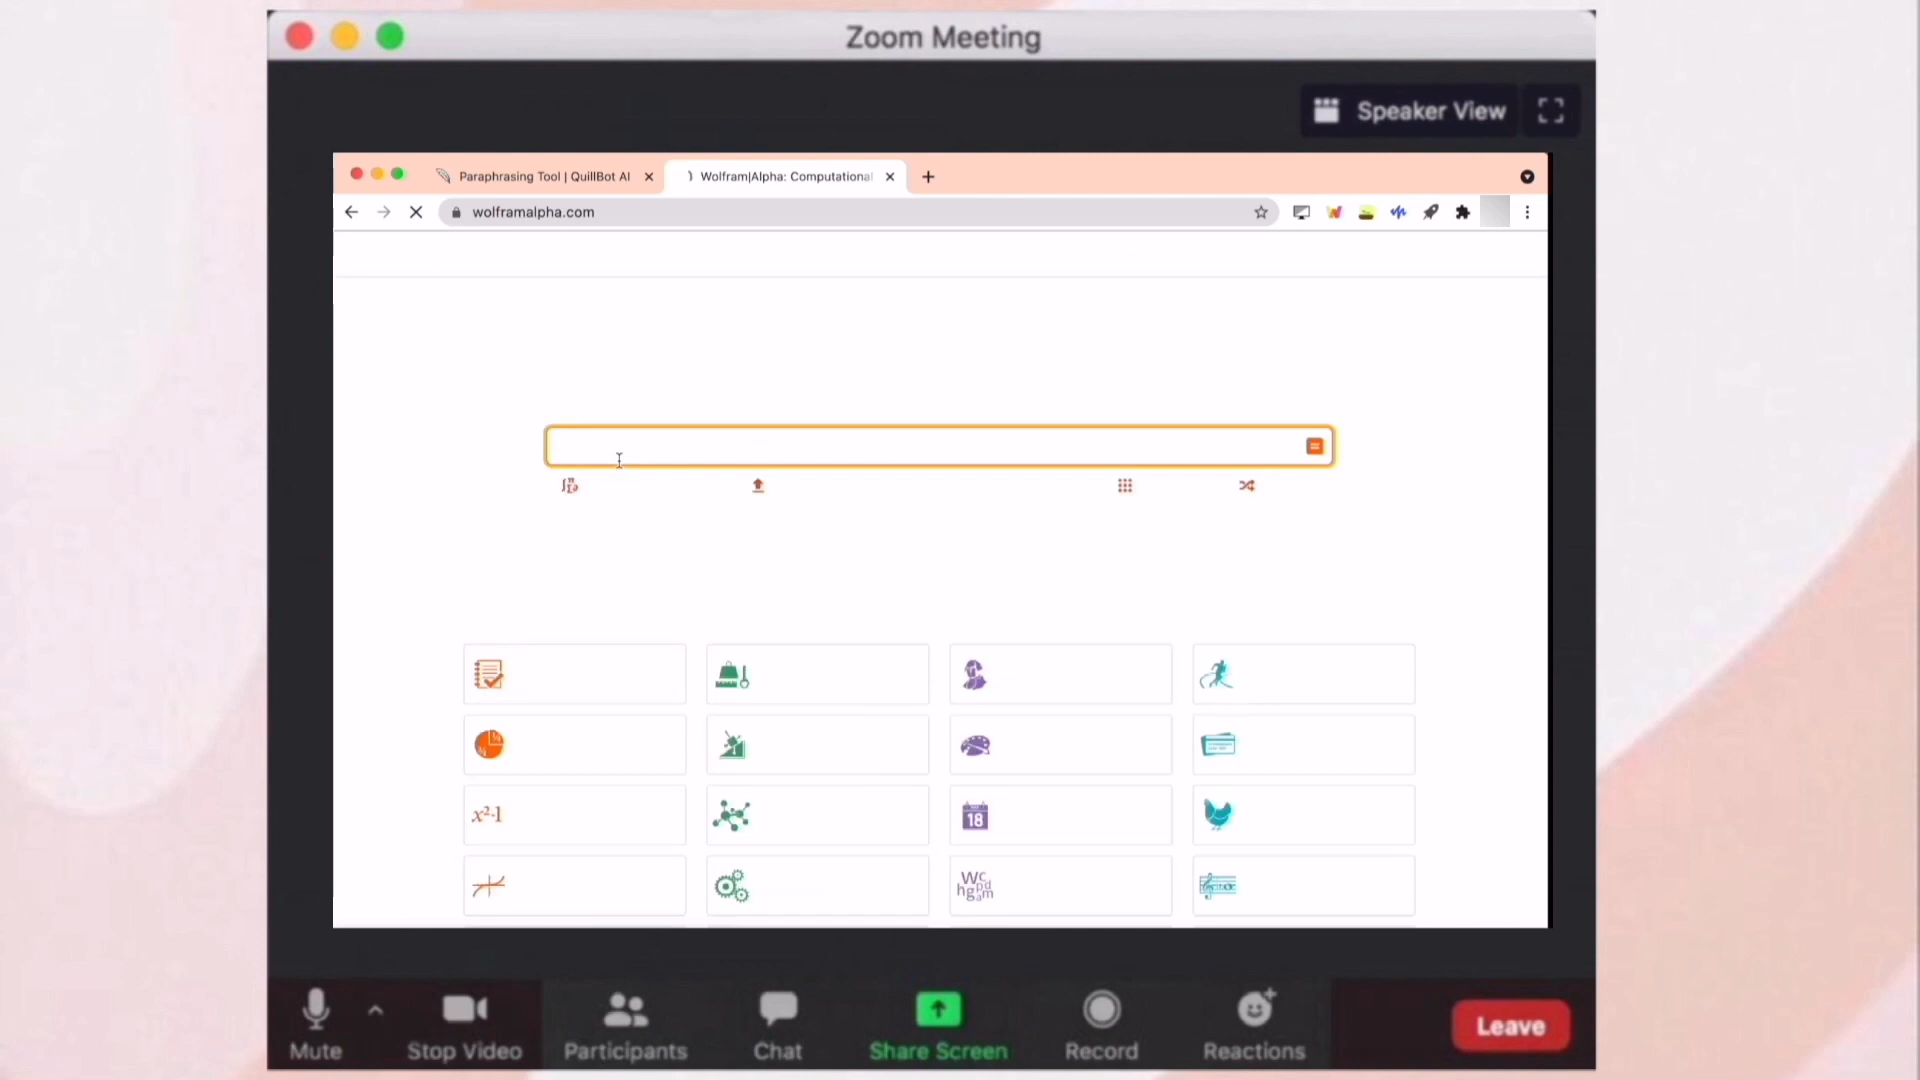 Zoom Meeting
Speaker View
Paraphrasing Tool | QuillBot AI
Wolfram|Alpha: Computational
wolframalpha.com
x²-1
18
Mute
Stop Video
Participants
Chat
Share Screen
Record
Reactions
Leave